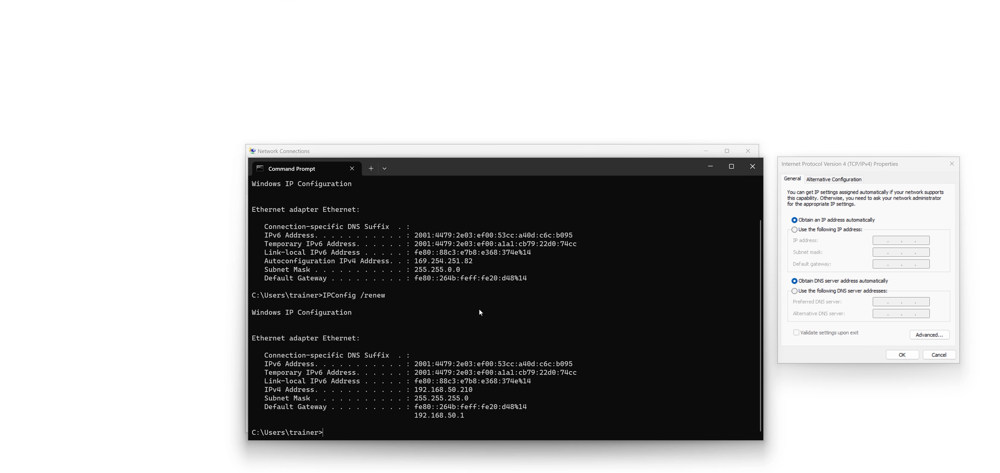 Network Connections
Command Prompt
Windows IP Configuration
Ethernet adapter Ethernet:
Connection-specific DNS Suffix  . :
IPv6 Address. . . . . . . . . . . : 2001:4479:2e03:ef00:53cc:a40d:c6c:b095
Temporary IPv6 Address. . . . . . : 2001:4479:2e03:ef00:a1a1:cb79:22d0:74cc
Link-local IPv6 Address . . . . . : fe80::88c3:e7b8:e368:374e%14
Autoconfiguration IPv4 Address. . : 169.254.251.82
Subnet Mask . . . . . . . . . . . : 255.255.0.0
Default Gateway . . . . . . . . . : fe80::264b:feff:fe20:d48%14
C:\Users\trainer>IPConfig /renew
Windows IP Configuration
Ethernet adapter Ethernet:
Connection-specific DNS Suffix  . :
IPv6 Address. . . . . . . . . . . : 2001:4479:2e03:ef00:53cc:a40d:c6c:b095
Temporary IPv6 Address. . . . . . : 2001:4479:2e03:ef00:a1a1:cb79:22d0:74cc
Link-local IPv6 Address . . . . . : fe80::88c3:e7b8:e368:374e%14
IPv4 Address. . . . . . . . . . . : 192.168.50.210
Subnet Mask . . . . . . . . . . . : 255.255.255.0
Default Gateway . . . . . . . . . : fe80::264b:feff:fe20:d48%14
192.168.50.1
C:\Users\trainer>
Internet Protocol Version 4 (TCP/IPv4) Properties
General Alternative Configuration
You can get IP settings assigned automatically if your network supports
this capability. Otherwise, you need to ask your network administrator
for the appropriate IP settings.
Obtain an IP address automatically
Use the following IP address:
IP address: . . .
Subnet mask: . . .
Default gateway: . . .
Obtain DNS server address automatically
Use the following DNS server addresses:
Preferred DNS server: . . .
Alternative DNS server: . . .
Validate settings upon exit
Advanced...
OK Cancel